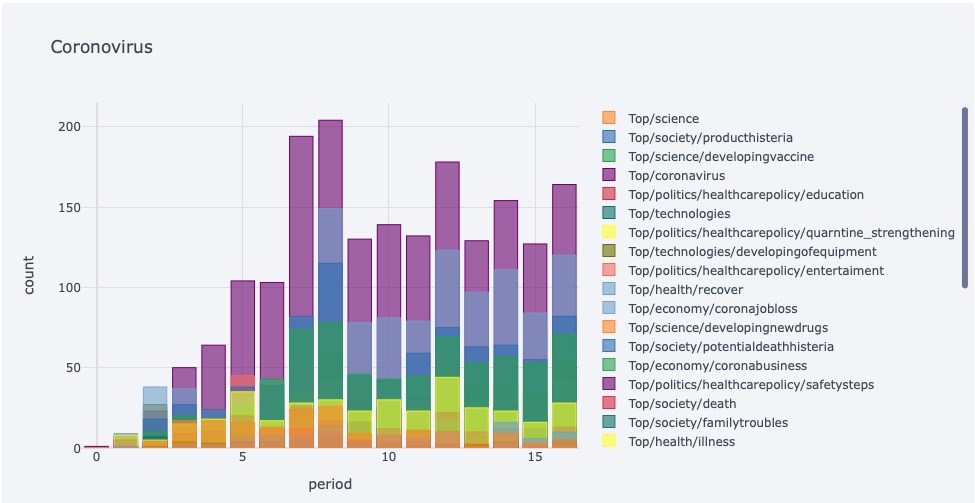 Coronovirus
count
200
150
100
50
0
0
5
10
15
period
Top/science
Top/society/producthisteria
Top/science/developingvaccine
Top/coronavirus
Top/politics/healthcarepolicy/education
Top/technologies
Top/politics/healthcarepolicy/quarntine_strengthening
Top/technologies/developingofequipment
Top/politics/healthcarepolicy/entertaiment
Top/health/recover
Top/economy/coronajobloss
Top/science/developingnewdrugs
Top/society/potentialdeathhisteria
Top/economy/coronabusiness
Top/politics/healthcarepolicy/safetysteps
Top/society/death
Top/society/familytroubles
Top/health/illness